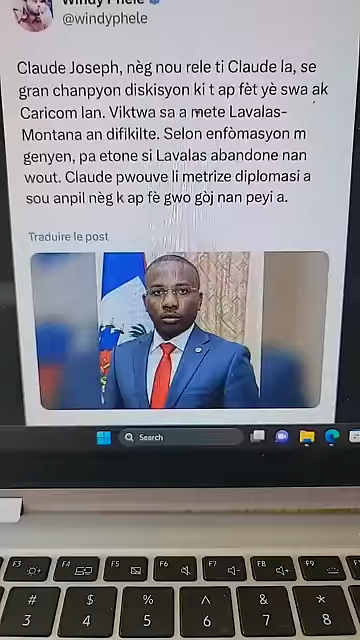 Windy Phèle
@windyphele
Claude Joseph, nèg nou rele ti Claude la, se
gran chanpyon diskisyon ki t ap fèt yè swa ak
Caricom lan. Viktwa sa a mete Lavalas-
Montana an difikilte. Selon enfòmasyon m
genyen, pa etone si Lavalas abandone nan
wout. Claude pwouve li metrize diplomasi a
sou anpil nèg k ap fè gwo gòj nan peyi a.
Traduire le post
Search
F3 F4 F5 F6 F7 F8 F9
# $ % ^ & *
3 4 5 6 7 8